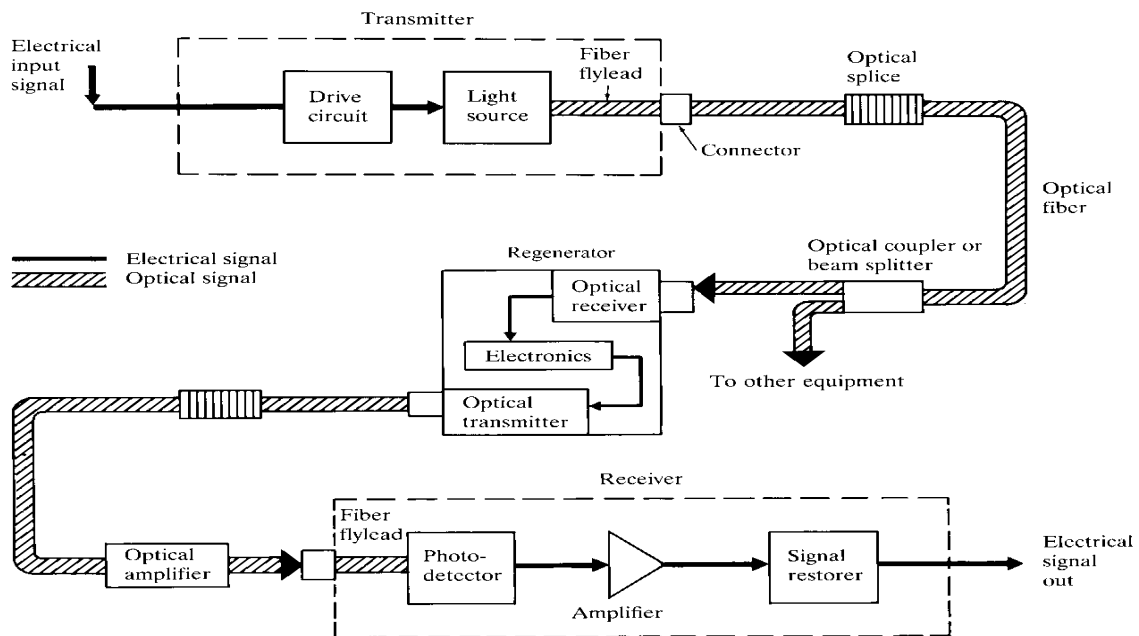 Transmitter
Electrical
input
signal
Drive
circuit
Light
source
Fiber
flylead
Connector
Optical
splice
Optical
fiber
Electrical signal
Optical signal
Regenerator
Optical
receiver
Electronics
Optical
transmitter
Optical coupler or
beam splitter
To other equipment
Receiver
Optical
amplifier
Fiber
flylead
Photo-
detector
Amplifier
Signal
restorer
Electrical
signal
out